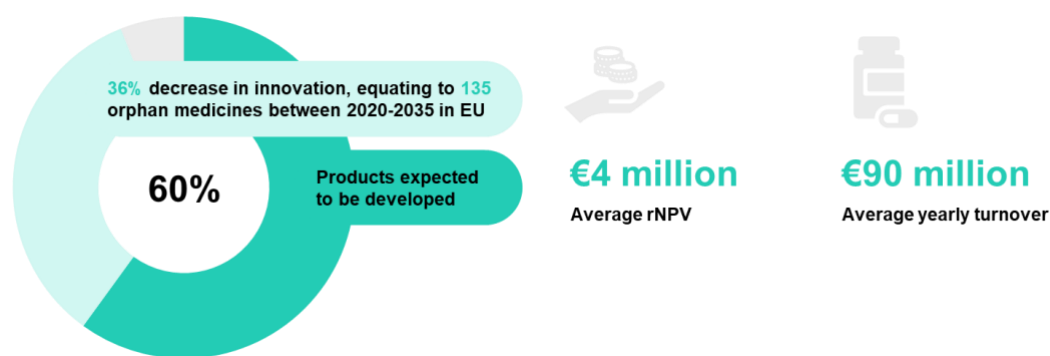 36% decrease in innovation, equating to 135
orphan medicines between 2020-2035 in EU
60%
Products expected
to be developed
€4 million
Average rNPV
€90 million
Average yearly turnover